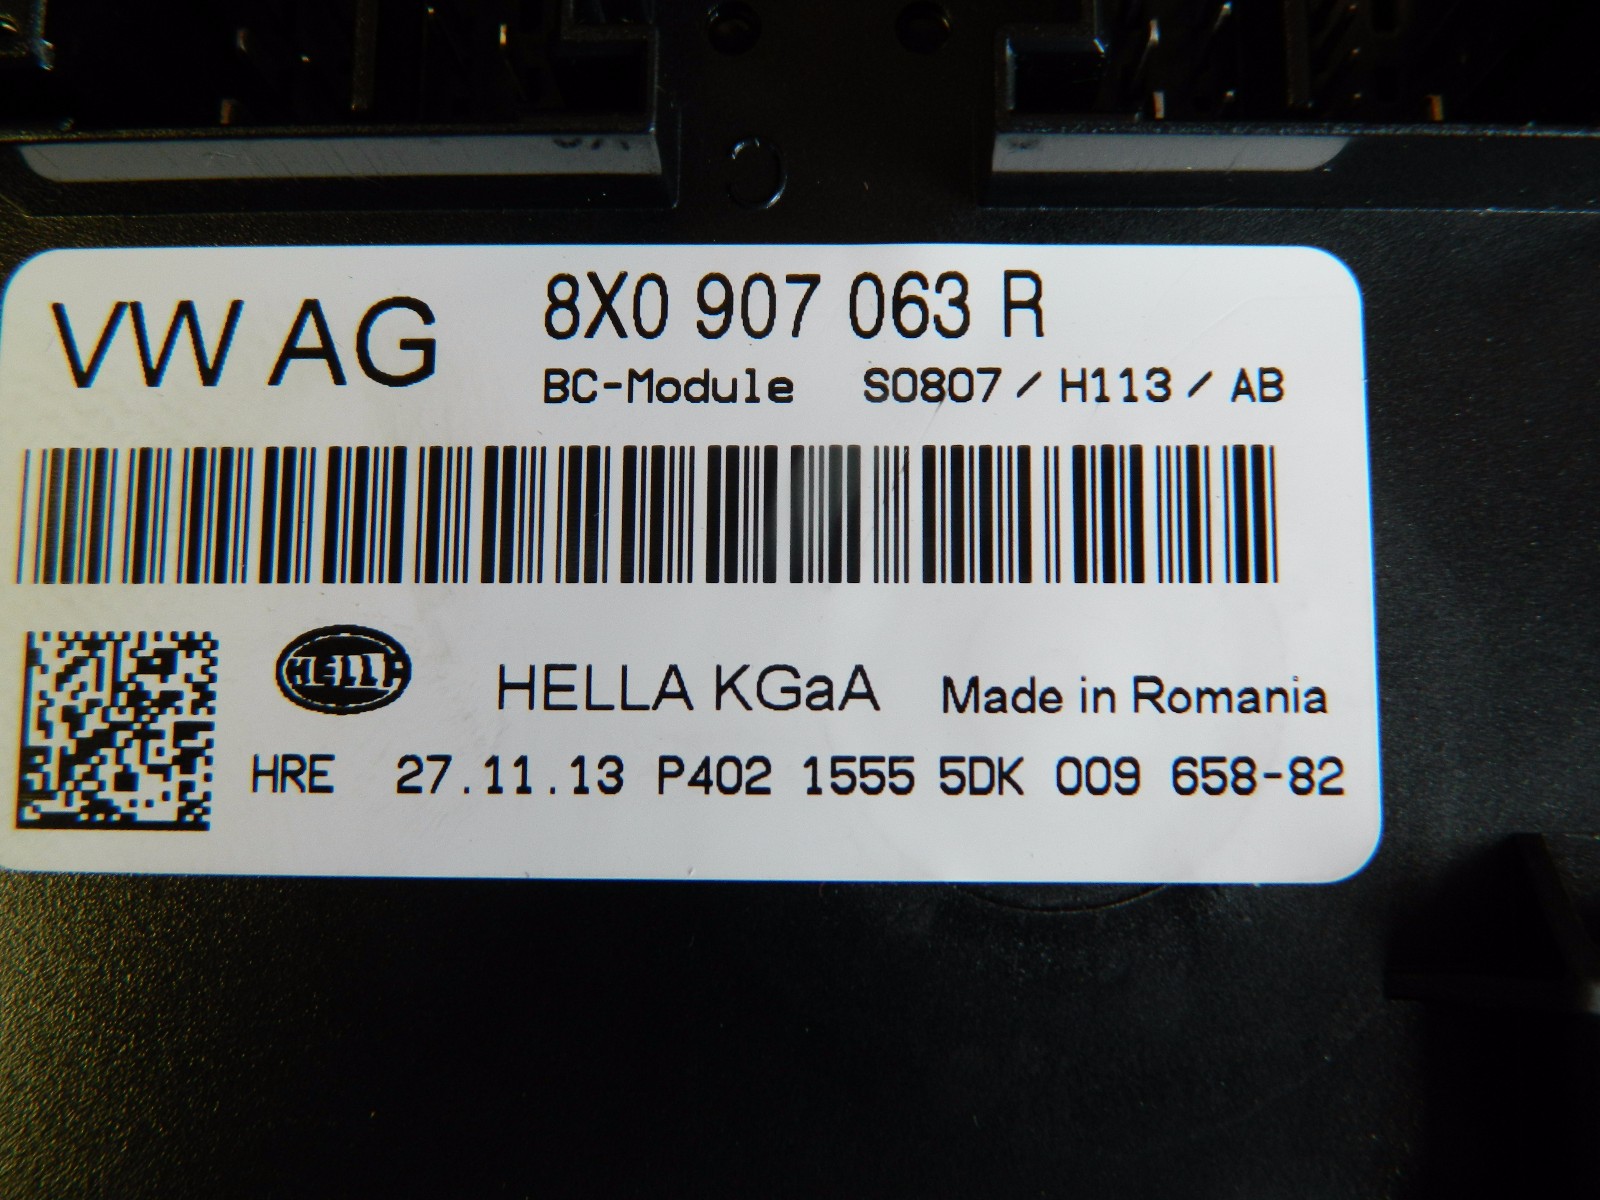 VW AG 8X0 907 063 R
BC-Module S0807 / H113 / AB
HELLA HELLA KGaA Made in Romania
HRE 27.11.13 P402 1555 5DK 009 658-82